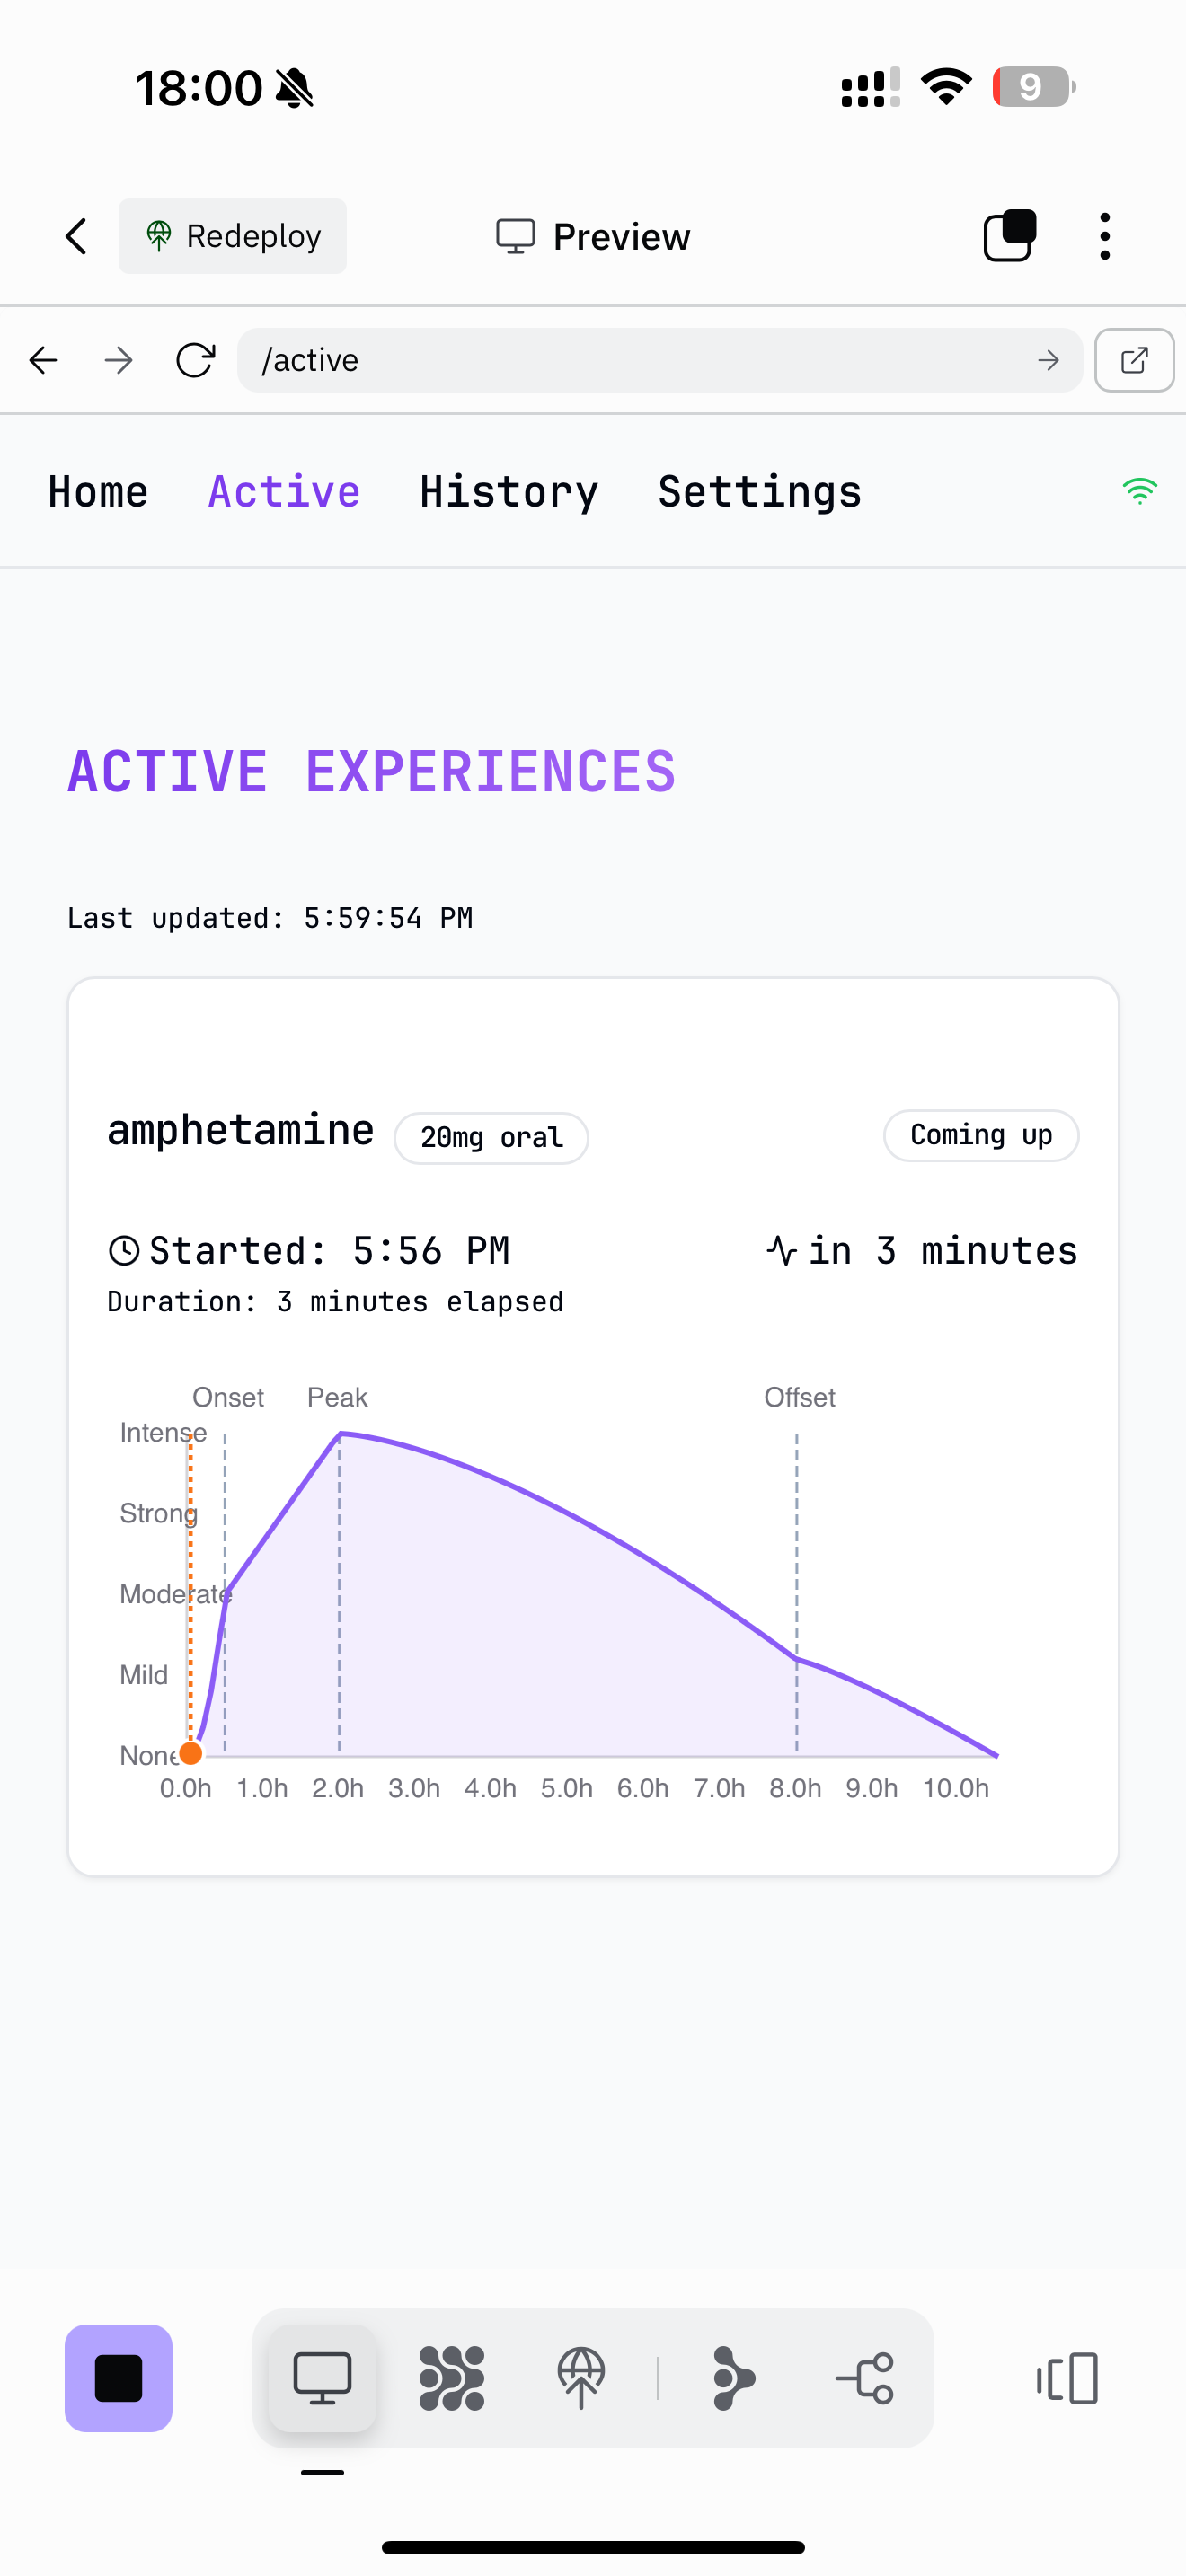 18:00
9
Redeploy
Preview
/active
Home Active History Settings
ACTIVE EXPERIENCES
Last updated: 5:59:54 PM
amphetamine
20mg oral
Coming up
Started: 5:56 PM
in 3 minutes
Duration: 3 minutes elapsed
Onset Peak Offset
Intense
Strong
Moderate
Mild
None
0.0h 1.0h 2.0h 3.0h 4.0h 5.0h 6.0h 7.0h 8.0h 9.0h 10.0h